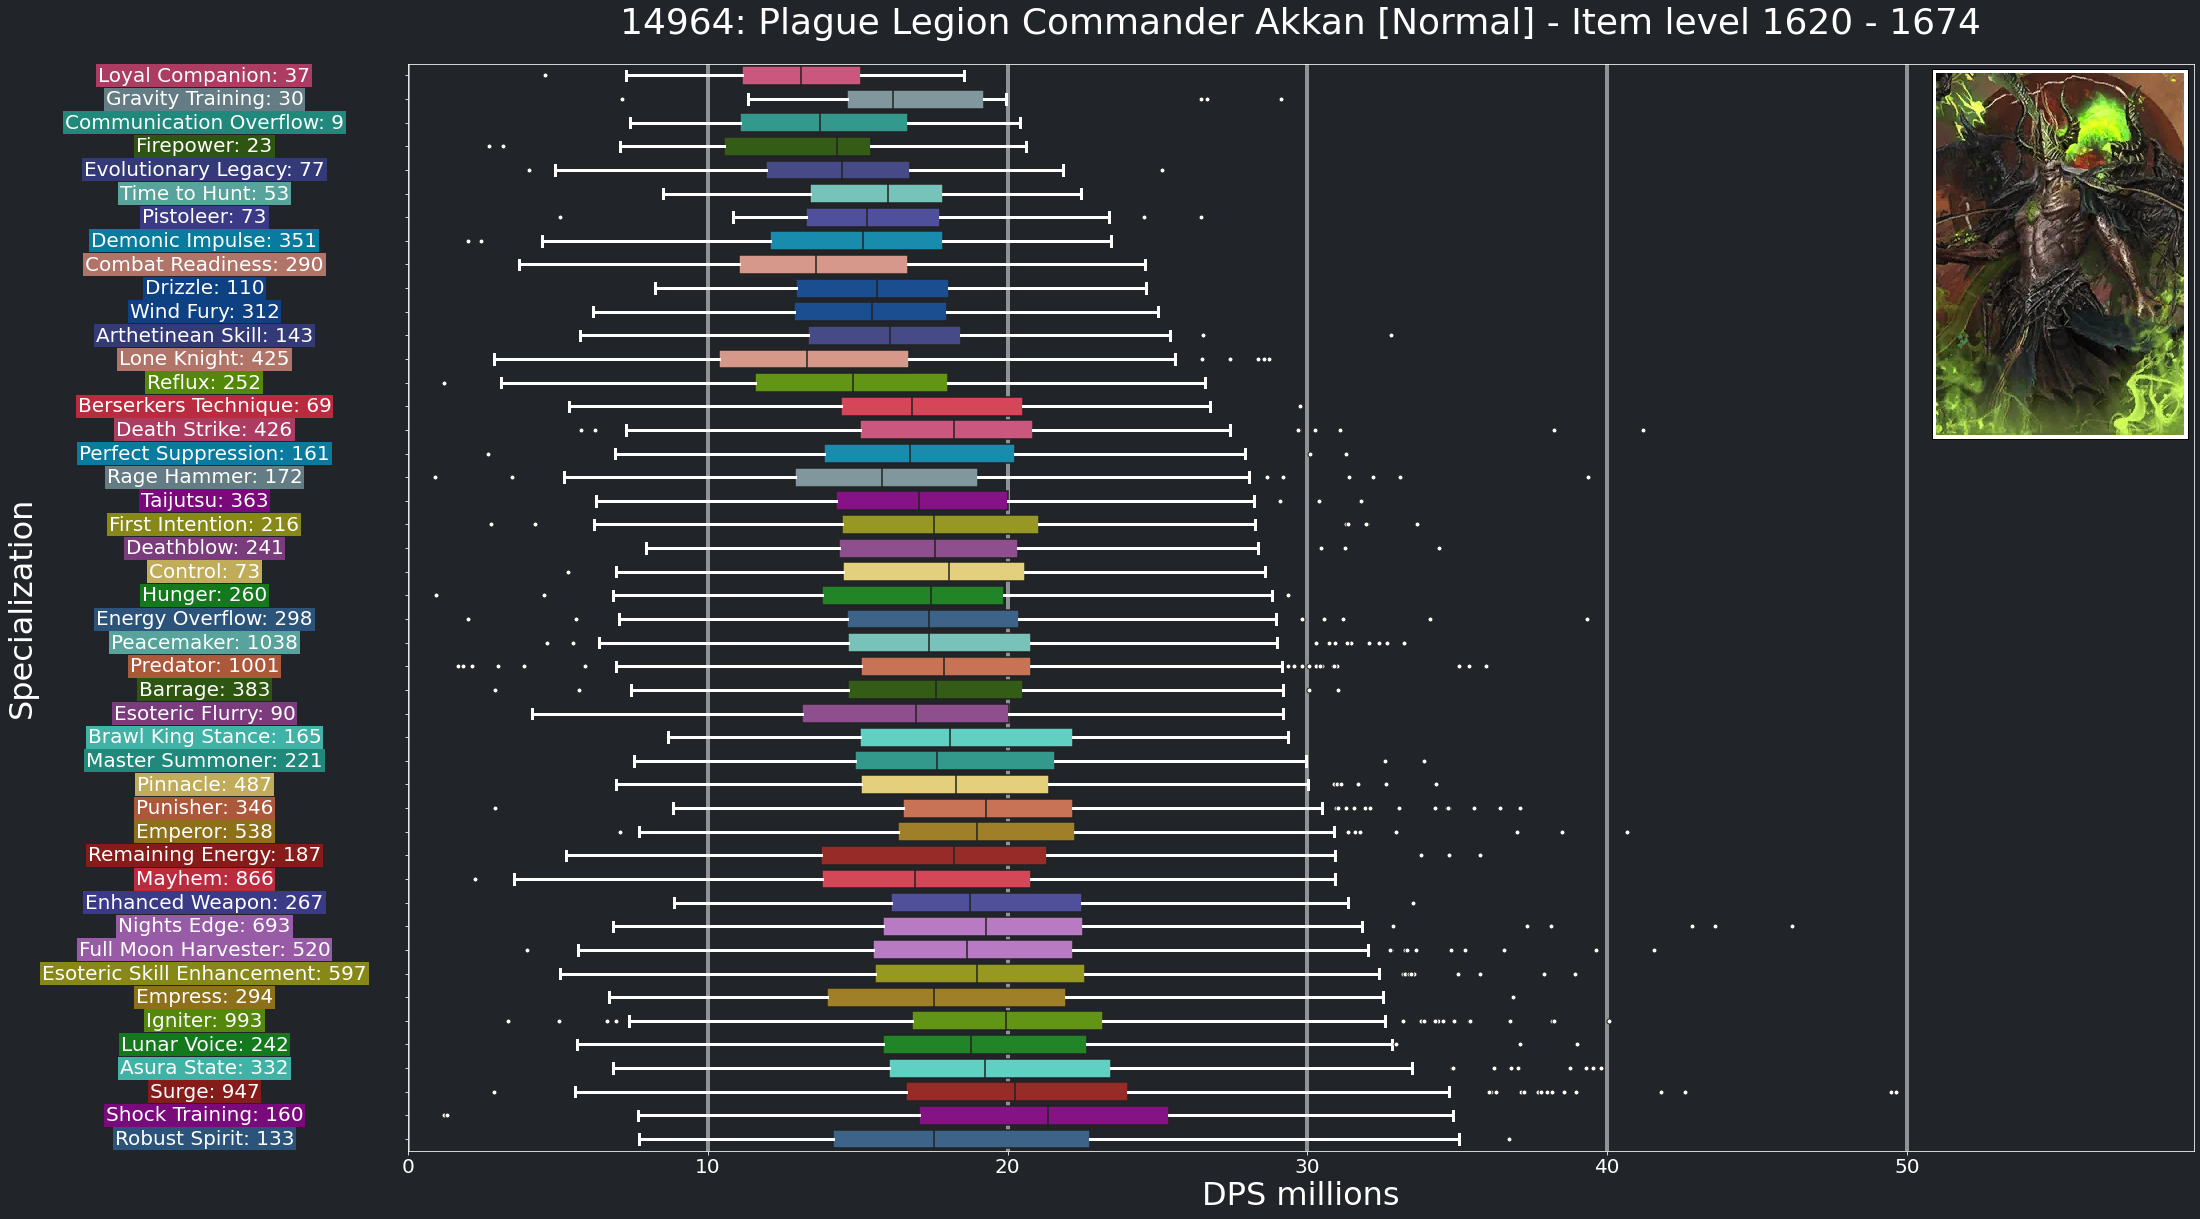 14964: Plague Legion Commander Akkan [Normal] - Item level 1620 - 1674
Specialization
Loyal Companion: 37
Gravity Training: 30
Communication Overflow: 9
Firepower: 23
Evolutionary Legacy: 77
Time to Hunt: 53
Pistoleer: 73
Demonic Impulse: 351
Combat Readiness: 290
Drizzle: 110
Wind Fury: 312
Arthetinean Skill: 143
Lone Knight: 425
Reflux: 252
Berserkers Technique: 69
Death Strike: 426
Perfect Suppression: 161
Rage Hammer: 172
Taijutsu: 363
First Intention: 216
Deathblow: 241
Control: 73
Hunger: 260
Energy Overflow: 298
Peacemaker: 1038
Predator: 1001
Barrage: 383
Esoteric Flurry: 90
Brawl King Stance: 165
Master Summoner: 221
Pinnacle: 487
Punisher: 346
Emperor: 538
Remaining Energy: 187
Mayhem: 866
Enhanced Weapon: 267
Nights Edge: 693
Full Moon Harvester: 520
Esoteric Skill Enhancement: 597
Empress: 294
Igniter: 993
Lunar Voice: 242
Asura State: 332
Surge: 947
Shock Training: 160
Robust Spirit: 133
0 10 20 30 40 50
DPS millions